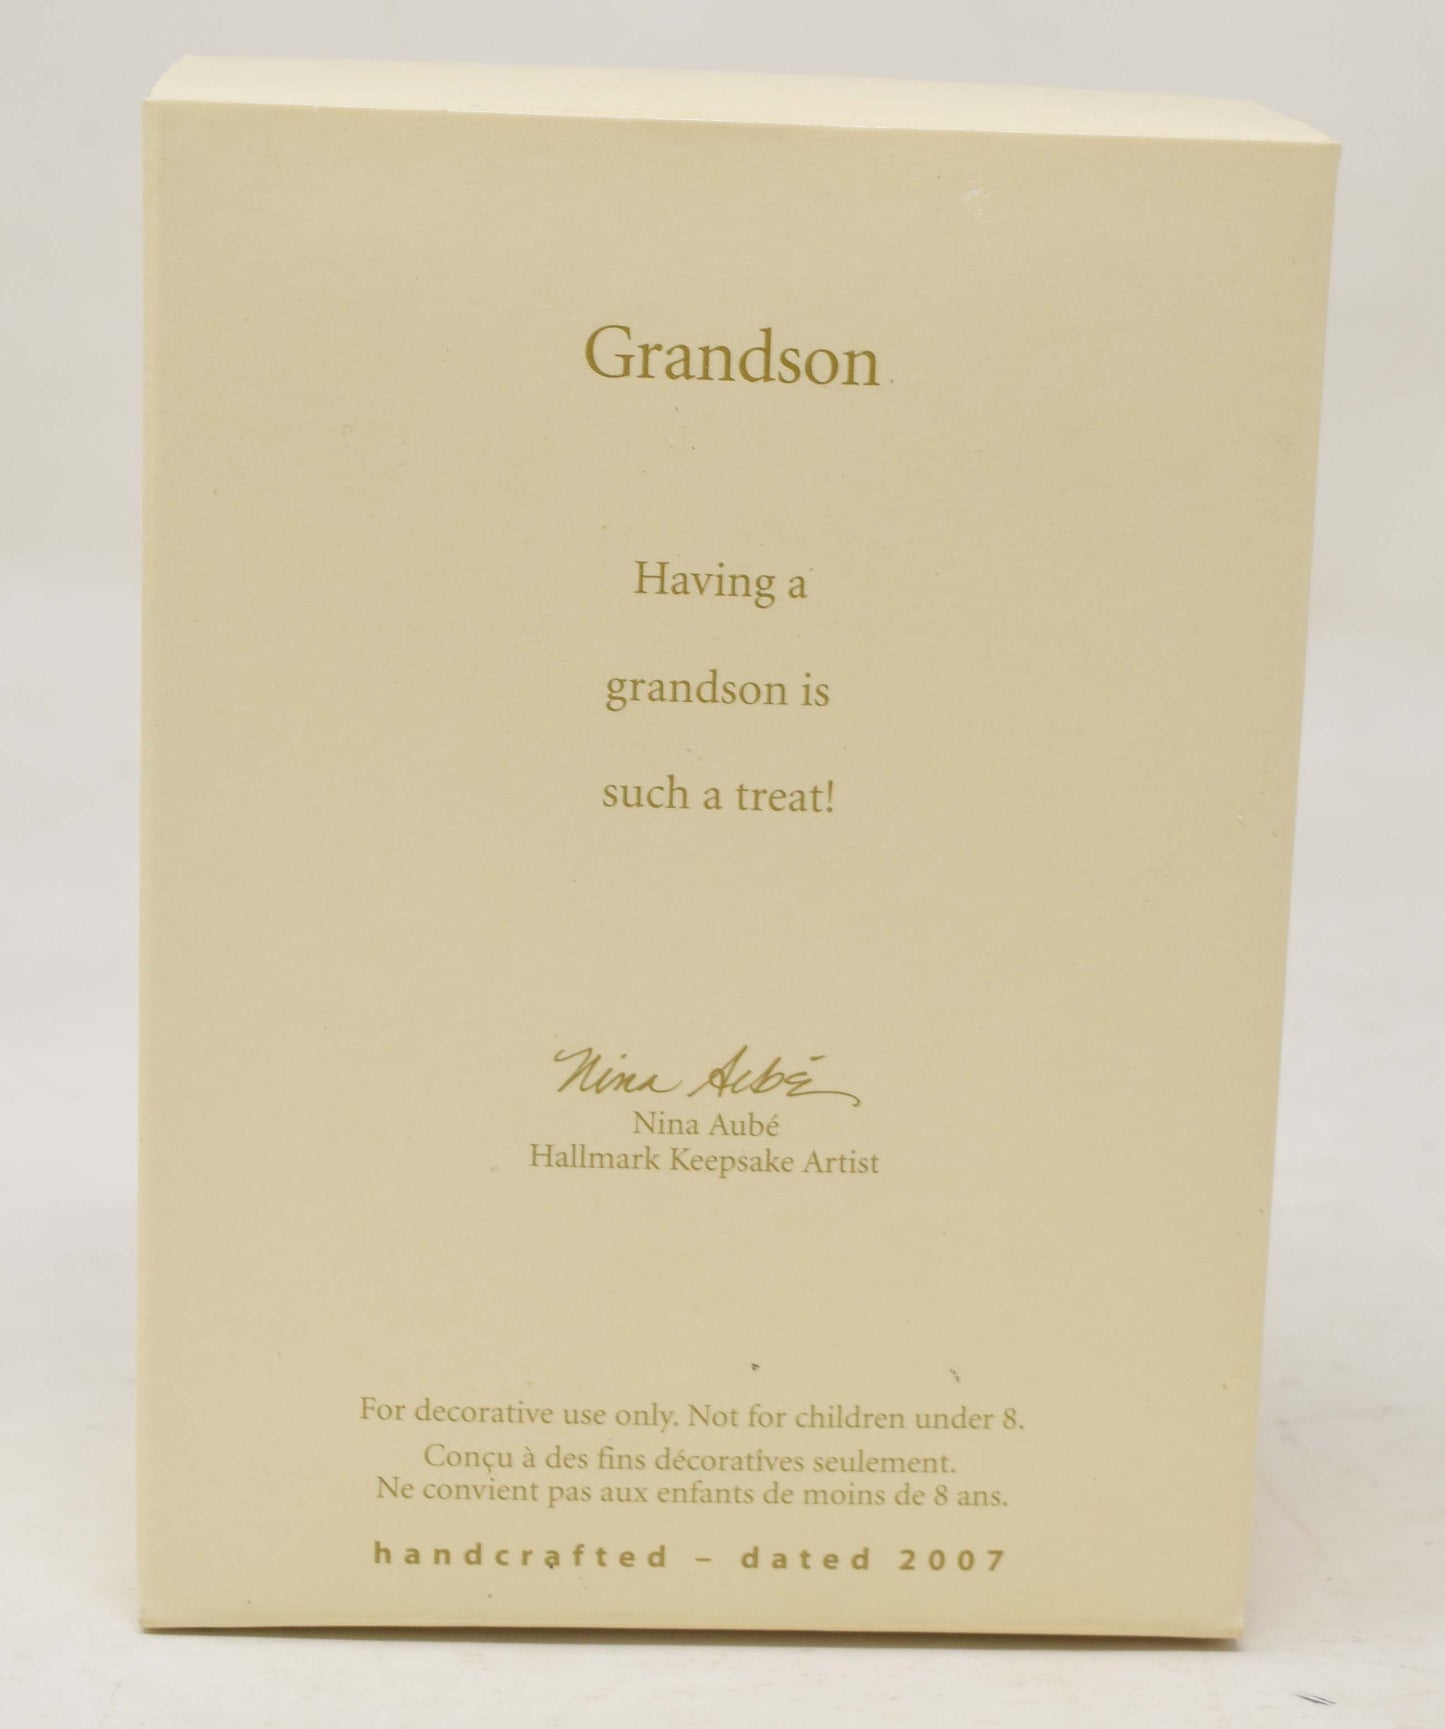 Grandson
Having a
grandson is
such a treat!
Nina Aubé
Nina Aubé
Hallmark Keepsake Artist
For decorative use only. Not for children under 8.
Conçu à des fins décoratives seulement.
Ne convient pas aux enfants de moins de 8 ans.
handcrafted – dated 2007